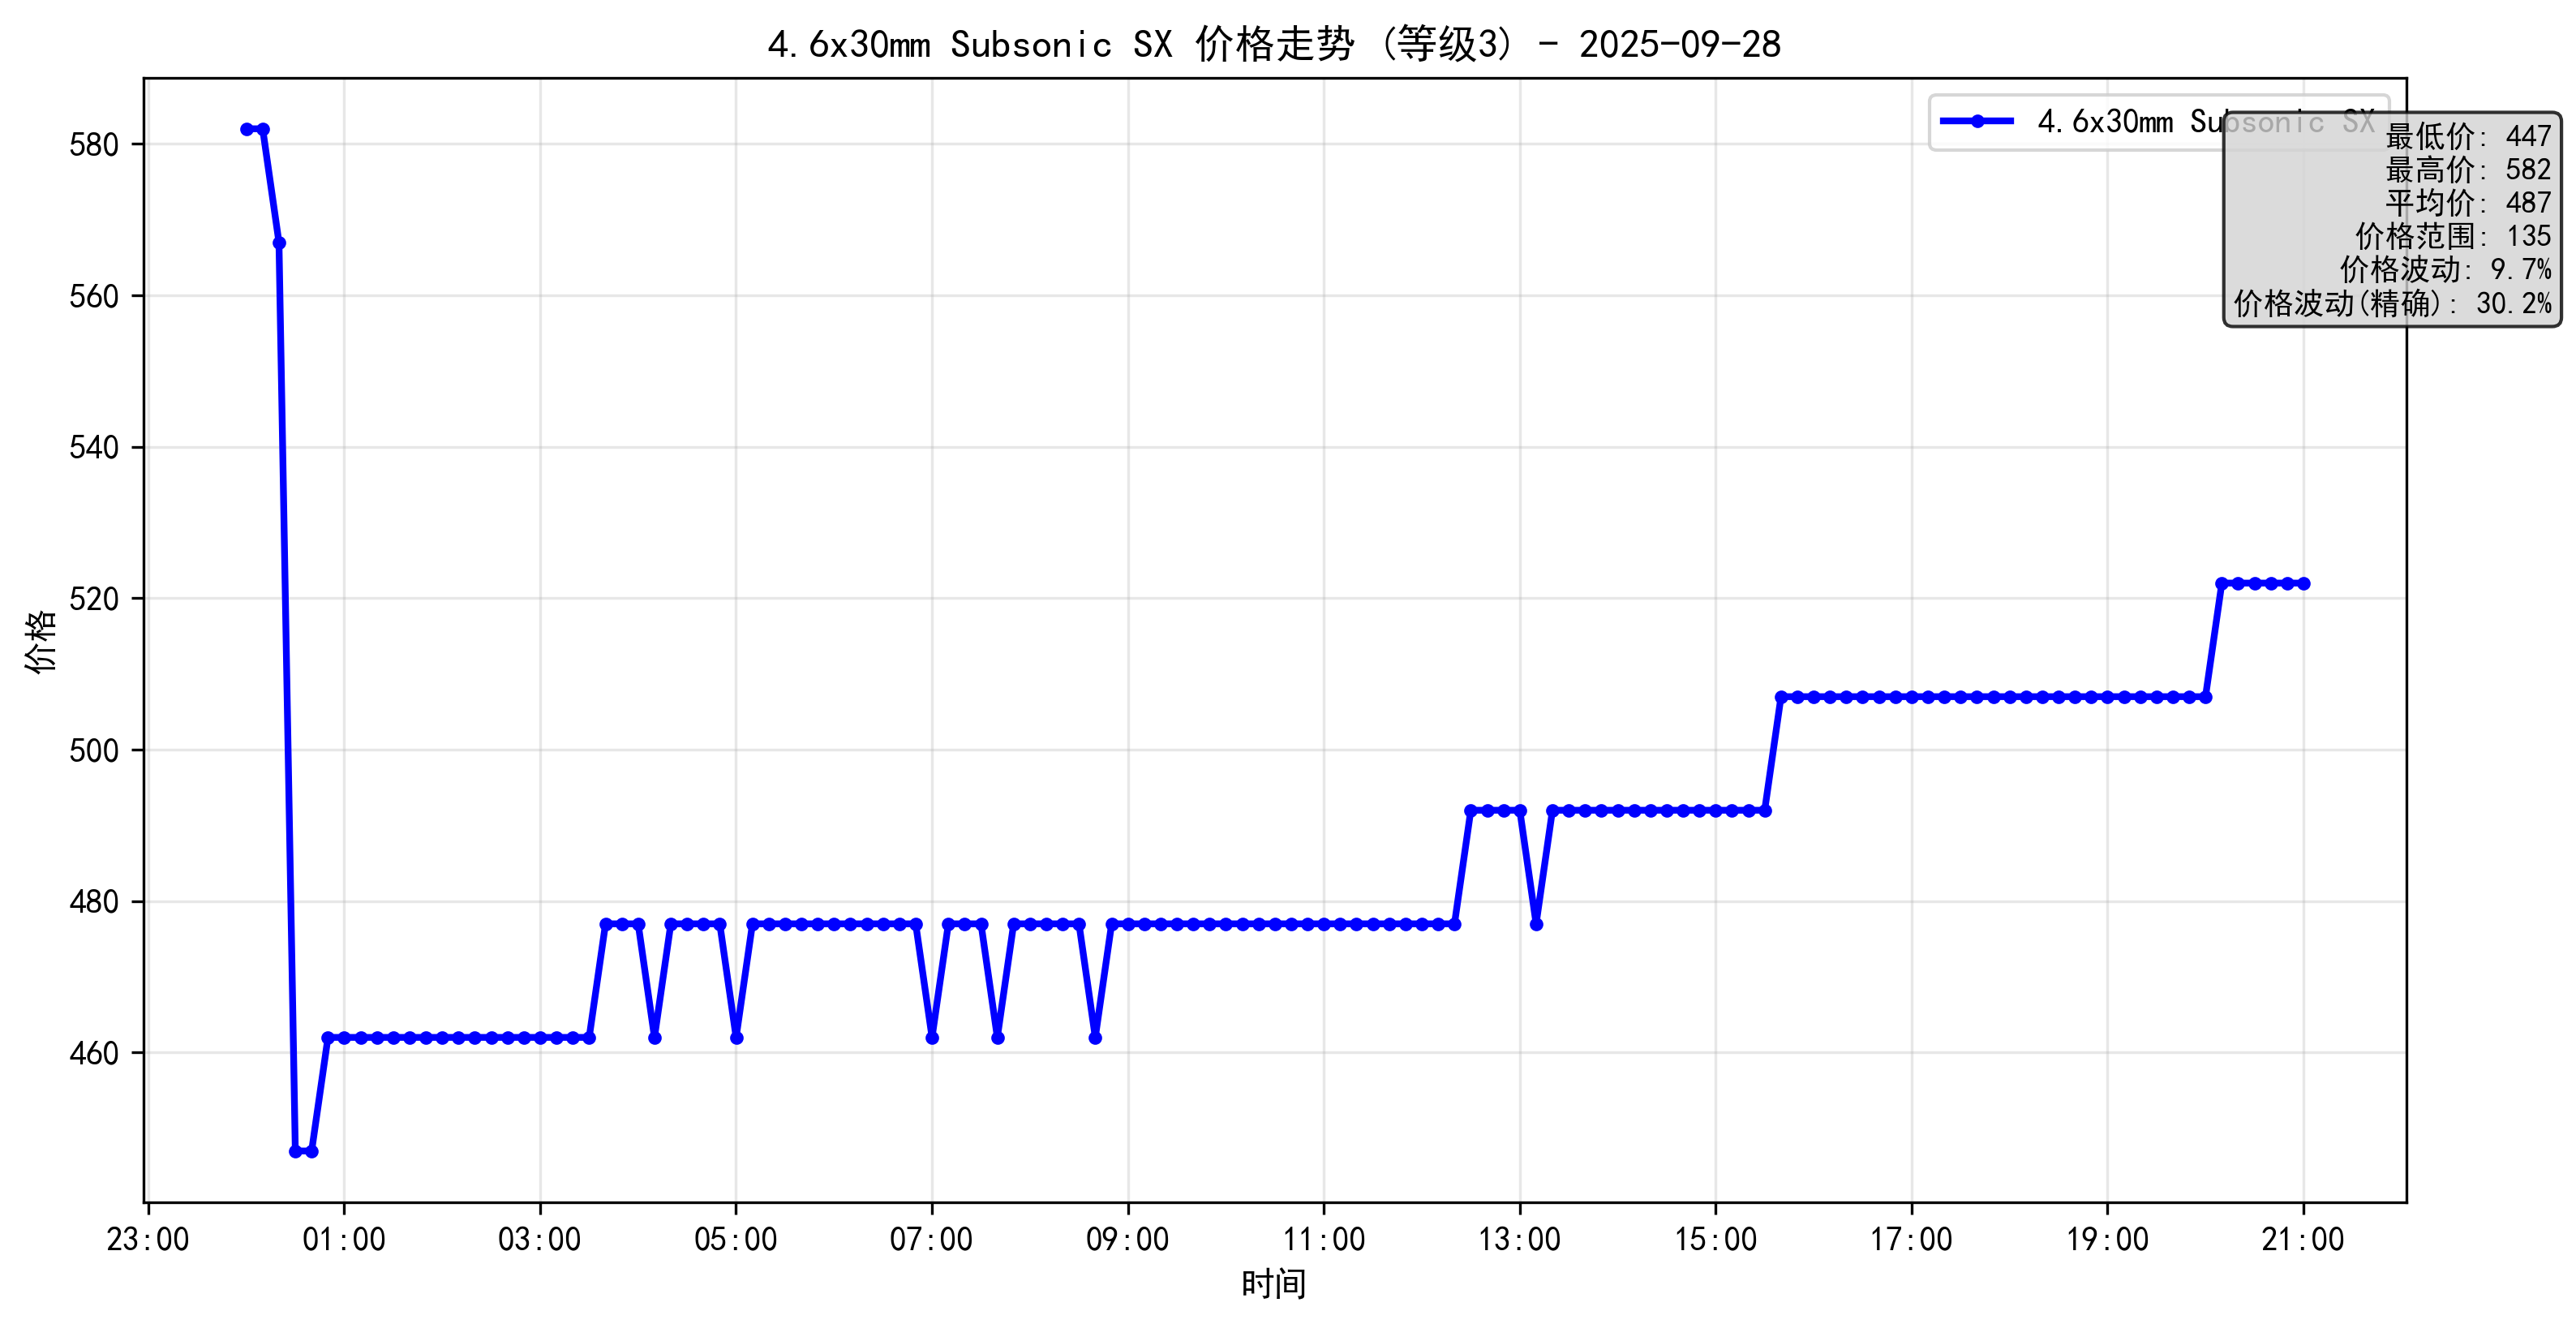 4.6x30mm Subsonic SX 价格走势 (等级3) - 2025-09-28
4.6x30mm Subsonic SX
最低价: 447
最高价: 582
平均价: 487
价格范围: 135
价格波动: 9.7%
价格波动(精确): 30.2%
580
560
540
520
500
480
460
价格
23:00 01:00 03:00 05:00 07:00 09:00 11:00 13:00 15:00 17:00 19:00 21:00
时间